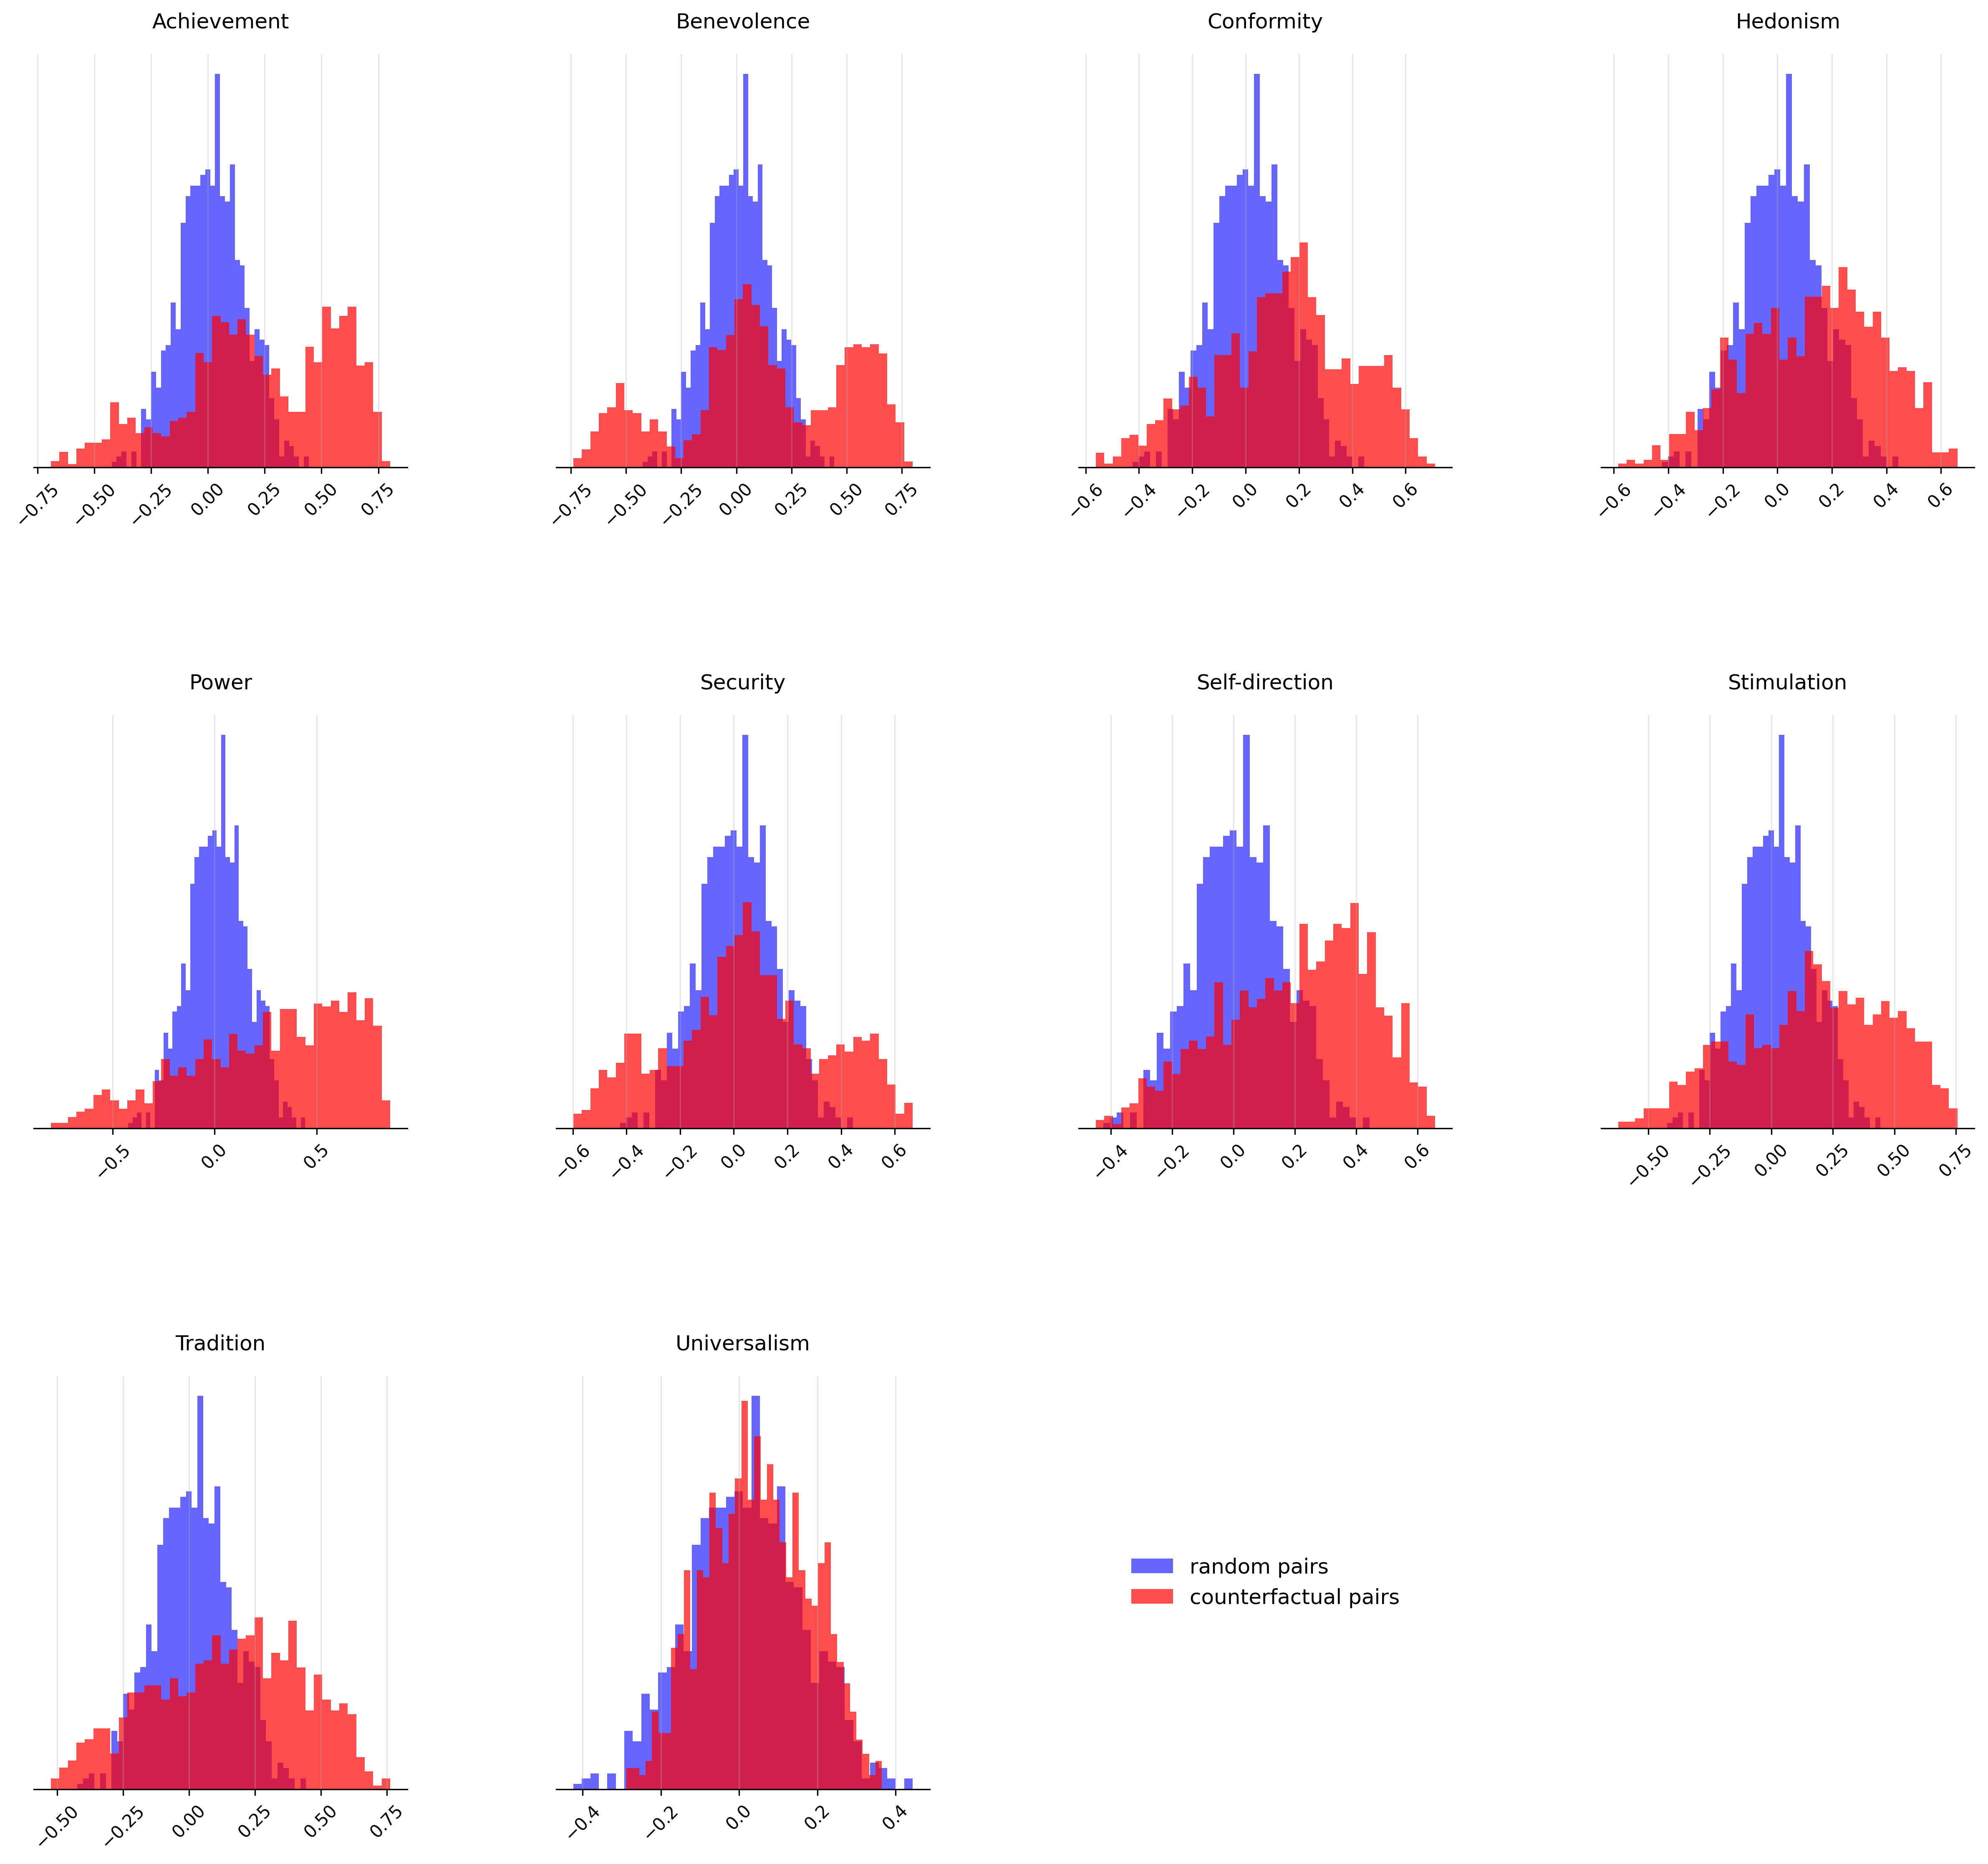 Achievement
Benevolence
Conformity
Hedonism
−0.75 −0.50 −0.25 0.00 0.25 0.50 0.75
−0.75 −0.50 −0.25 0.00 0.25 0.50 0.75
−0.6 −0.4 −0.2 0.0 0.2 0.4 0.6
−0.6 −0.4 −0.2 0.0 0.2 0.4 0.6
Power
Security
Self-direction
Stimulation
−0.5 0.0 0.5
−0.6 −0.4 −0.2 0.0 0.2 0.4 0.6
−0.4 −0.2 0.0 0.2 0.4 0.6
−0.50 −0.25 0.00 0.25 0.50 0.75
Tradition
Universalism
random pairs
counterfactual pairs
−0.50 −0.25 0.00 0.25 0.50 0.75
−0.4 −0.2 0.0 0.2 0.4